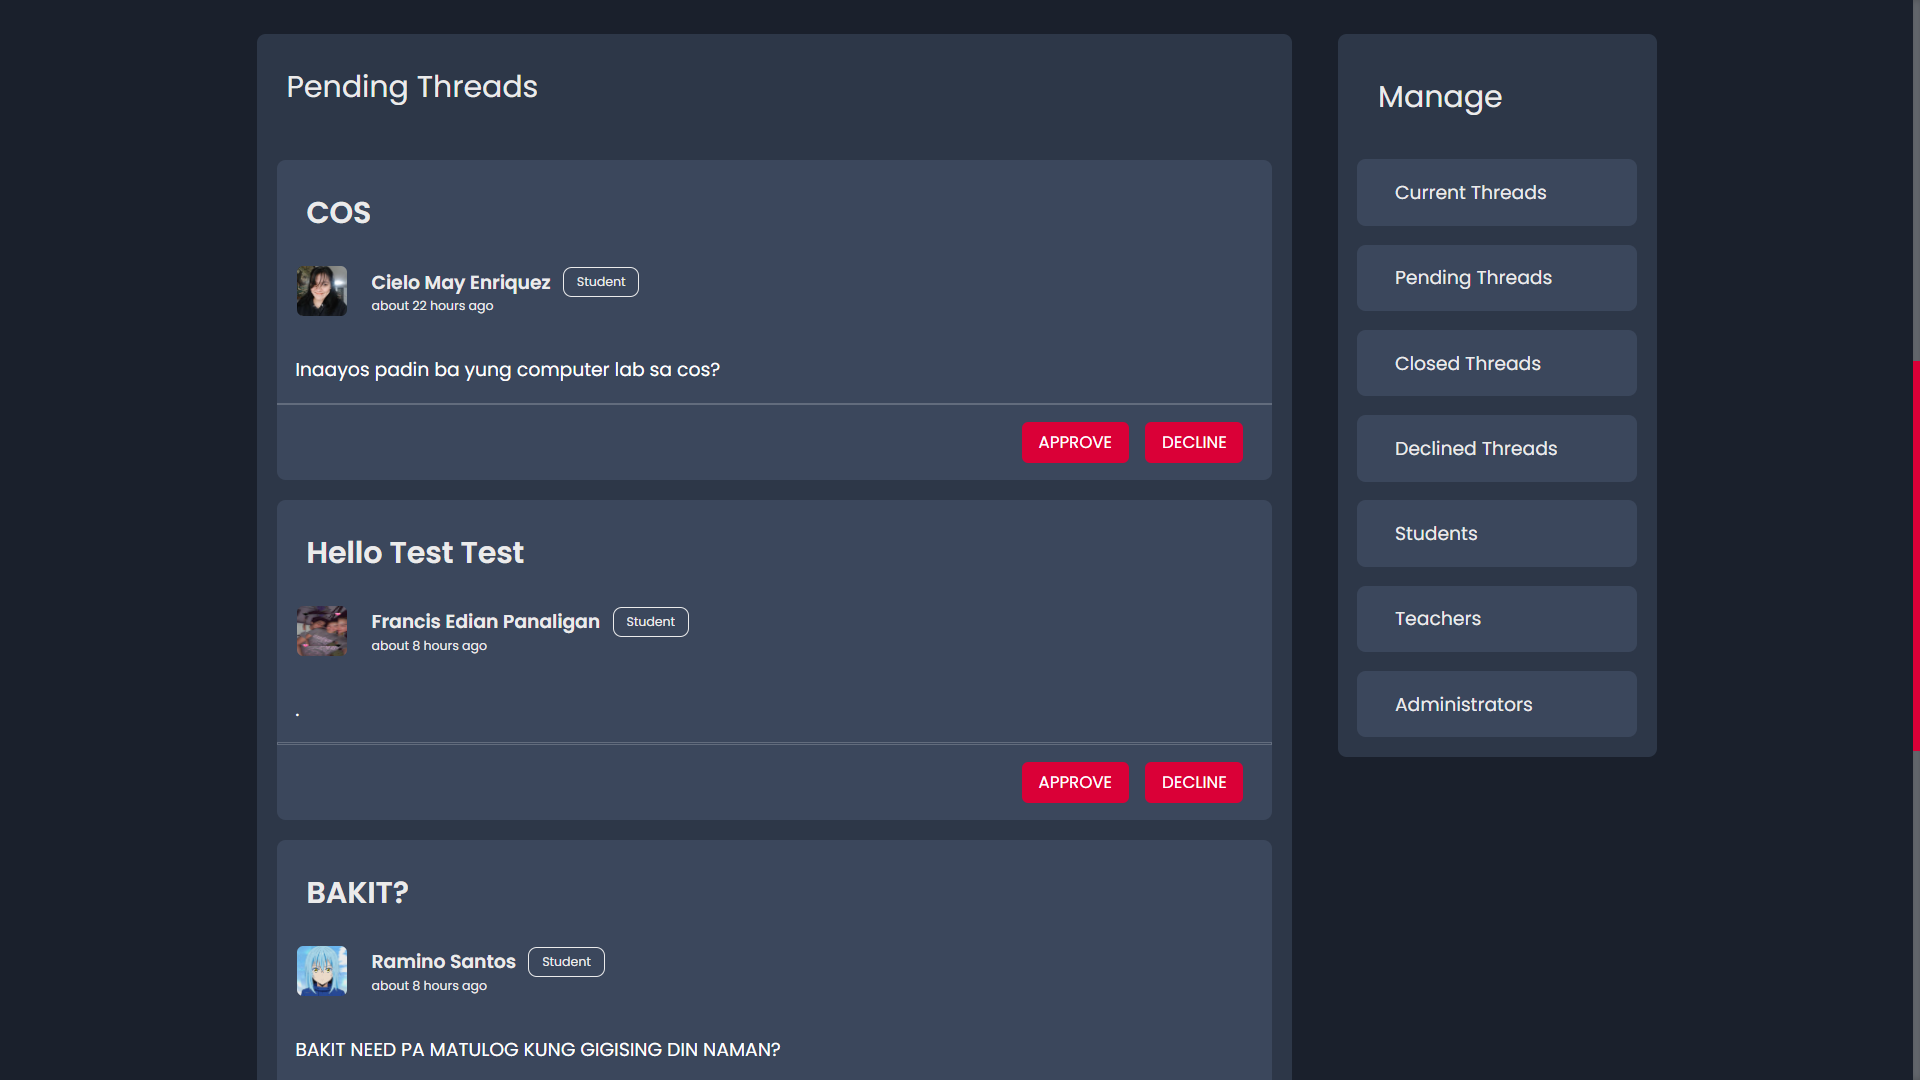 Pending Threads
COS
Cielo May Enriquez Student
about 22 hours ago
Inaayos padin ba yung computer lab sa cos?
APPROVE DECLINE
Hello Test Test
Francis Edian Panaligan Student
about 8 hours ago
.
APPROVE DECLINE
BAKIT?
Ramino Santos Student
about 8 hours ago
BAKIT NEED PA MATULOG KUNG GIGISING DIN NAMAN?
Manage
Current Threads
Pending Threads
Closed Threads
Declined Threads
Students
Teachers
Administrators